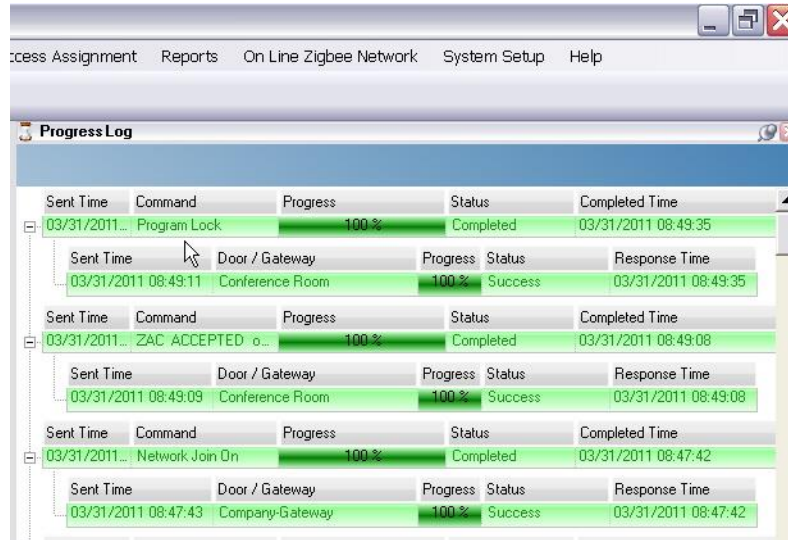 ccess Assignment Reports On Line Zigbee Network System Setup Help
Progress Log
Sent Time Command Progress Status Completed Time
03/31/2011... Program Lock 100 % Completed 03/31/2011 08:49:35
Sent Time Door / Gateway Progress Status Response Time
03/31/2011 08:49:11 Conference Room 100 % Success 03/31/2011 08:49:35
Sent Time Command Progress Status Completed Time
03/31/2011... ZAC ACCEPTED o... 100 % Completed 03/31/2011 08:49:08
Sent Time Door / Gateway Progress Status Response Time
03/31/2011 08:49:09 Conference Room 100 % Success 03/31/2011 08:49:08
Sent Time Command Progress Status Completed Time
03/31/2011... Network Join On 100 % Completed 03/31/2011 08:47:42
Sent Time Door / Gateway Progress Status Response Time
03/31/2011 08:47:43 Company-Gateway 100 % Success 03/31/2011 08:47:42